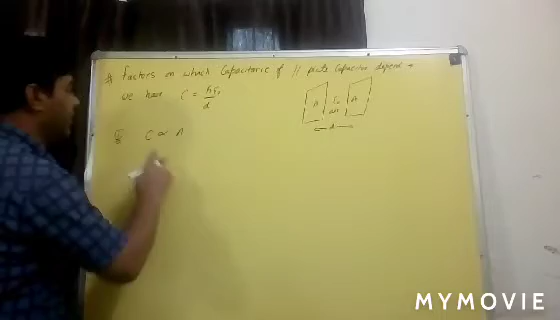 factors on which Capacitance of || plate Capacitor depend →
we have C = Aε₀
d
A
A
← d →
C ∝ A
MYMOVIE